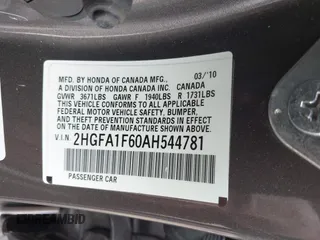 MFD. BY HONDA OF CANADA MFG., 03/'10
A DIVISION OF HONDA CANADA INC. CANADA
GVWR 3671LBS GAWR F 1940LBS R 1731LBS
THIS VEHICLE CONFORMS TO ALL APPLICABLE
FEDERAL MOTOR VEHICLE SAFETY, BUMPER,
AND THEFT PREVENTION STANDARDS IN EFFECT
ON THE DATE OF MANUFACTURE SHOWN ABOVE.
V.I.N. 2HGFA1F60AH544781
PASSENGER CAR